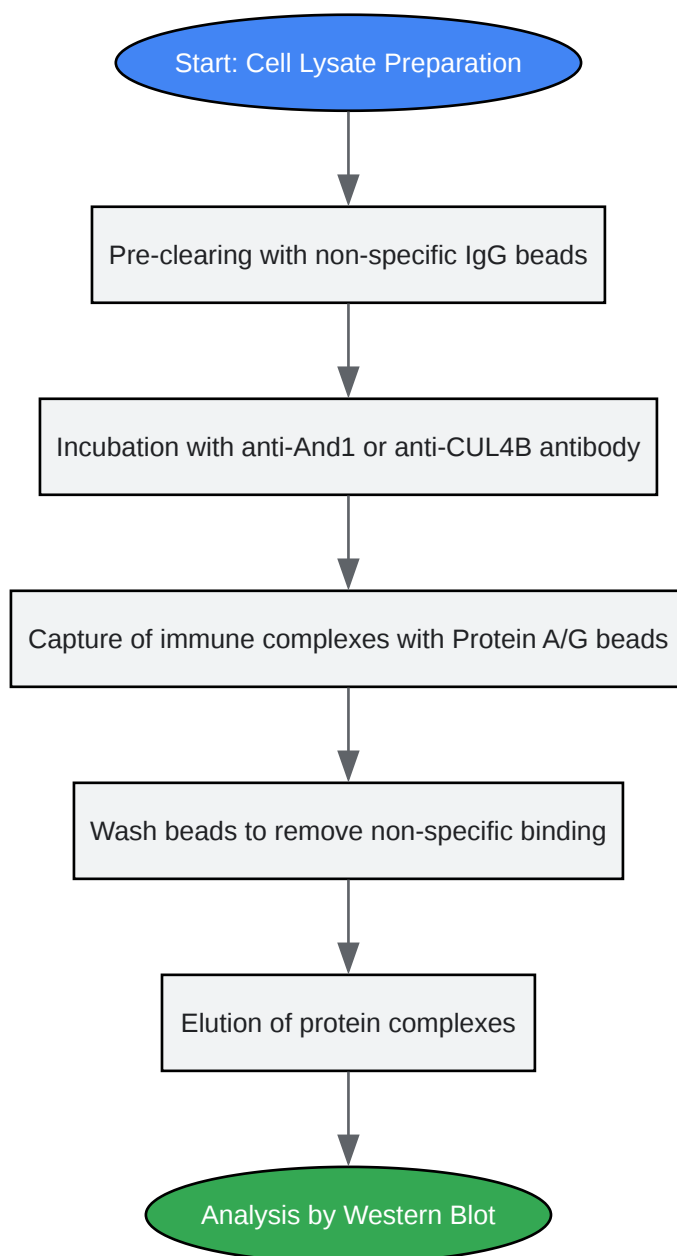 Start: Cell Lysate Preparation
Pre-clearing with non-specific IgG beads
Incubation with anti-And1 or anti-CUL4B antibody
Capture of immune complexes with Protein A/G beads
Wash beads to remove non-specific binding
Elution of protein complexes
Analysis by Western Blot